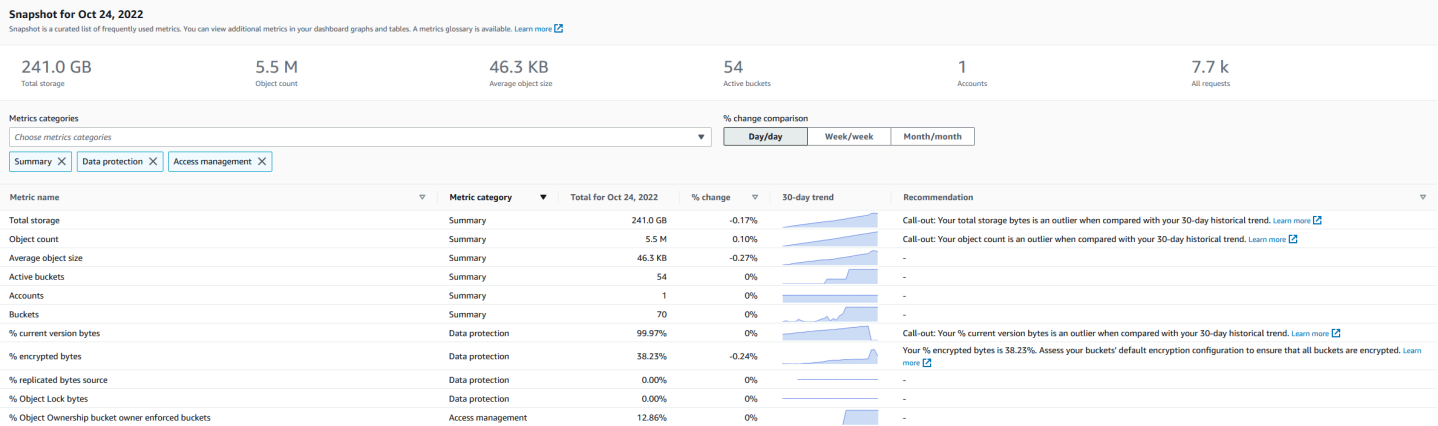 Snapshot for Oct 24, 2022
Snapshot is a curated list of frequently used metrics. You can view additional metrics in your dashboard graphs and tables. A metrics glossary is available. Learn more
241.0 GB 5.5 M 46.3 KB 54 1 7.7 k
Total storage Object count Average object size Active buckets Accounts All requests
Metrics categories % change comparison
Choose metrics categories Day/day Week/week Month/month
Summary Data protection Access management
Metric name Metric category Total for Oct 24, 2022 % change 30-day trend Recommendation
Total storage Summary 241.0 GB -0.17% Call-out: Your total storage bytes is an outlier when compared with your 30-day historical trend. Learn more
Object count Summary 5.5 M 0.10% Call-out: Your object count is an outlier when compared with your 30-day historical trend. Learn more
Average object size Summary 46.3 KB -0.27% -
Active buckets Summary 54 0% -
Accounts Summary 1 0% -
Buckets Summary 70 0% -
% current version bytes Data protection 99.97% 0% Call-out: Your % current version bytes is an outlier when compared with your 30-day historical trend. Learn more
% encrypted bytes Data protection 38.23% -0.24% Your % encrypted bytes is 38.23%. Assess your buckets' default encryption configuration to ensure that all buckets are encrypted. Learn
more
% replicated bytes source Data protection 0.00% 0% -
% Object Lock bytes Data protection 0.00% 0% -
% Object Ownership bucket owner enforced buckets Access management 12.86% 0% -